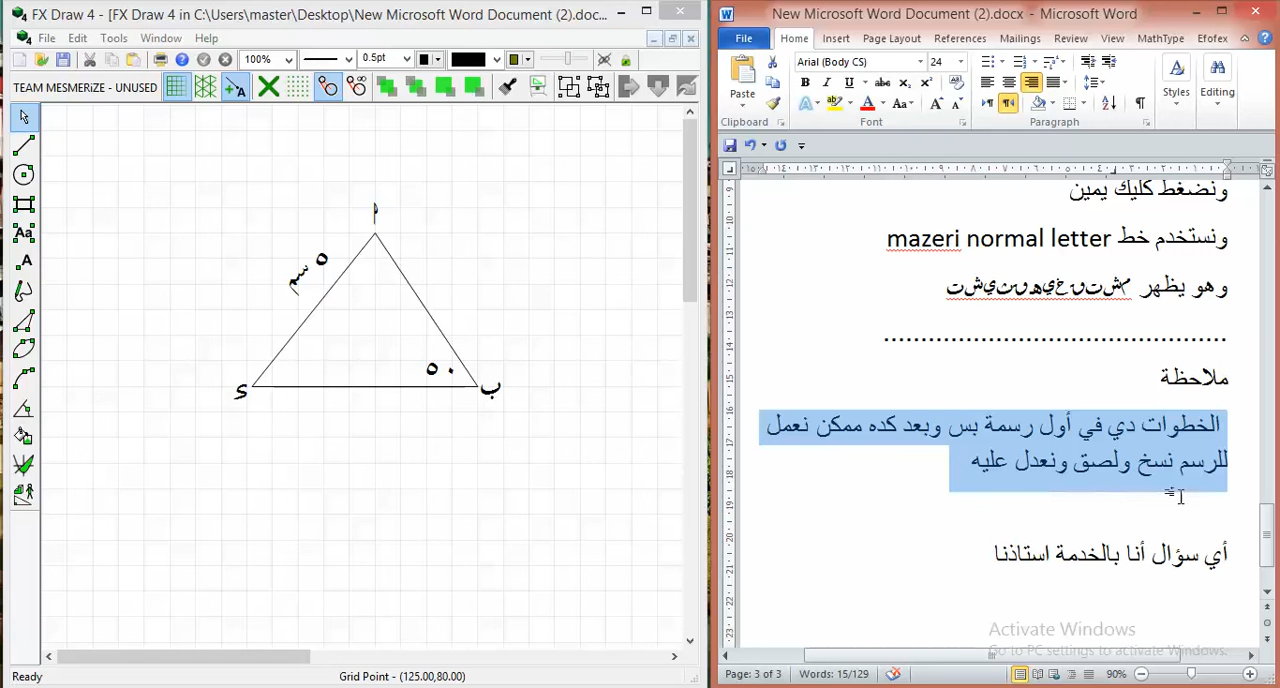 FX Draw 4 - [FX Draw 4 in C:\Users\master\Desktop\New Microsoft Word Document (2).doc...
File Edit Tools Window Help
100%
0.5pt
TEAM MESMERiZE - UNUSED
Aa
A
م
٥ سم
٥٠
ء
ب
Ready
Grid Point - (125.00,80.00)
New Microsoft Word Document (2).docx - Microsoft Word
File Home Insert Page Layout References Mailings Review View MathType Efofex
Paste
Clipboard
Arial (Body CS) 24
B I U abc x₂ x²
A ab A Aa A A
Font
Paragraph
Styles
Editing
ونضغط كليك يمين
ونستخدم خط mazeri normal letter
وهو يظهر
................................................
ملاحظة
الخطوات دي في أول رسمة بس وبعد كده ممكن نعمل
للرسم نسخ ولصق ونعدل عليه
أي سؤال أنا بالخدمة استاذنا
Activate Windows
Go to PC settings to activate Windows.
Page: 3 of 3 Words: 15/129 90%